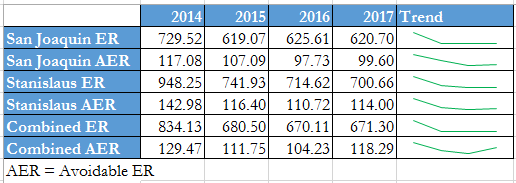 2014 2015 2016 2017 Trend
San Joaquin ER 729.52 619.07 625.61 620.70
San Joaquin AER 117.08 107.09 97.73 99.60
Stanislaus ER 948.25 741.93 714.62 700.66
Stanislaus AER 142.98 116.40 110.72 114.00
Combined ER 834.13 680.50 670.11 671.30
Combined AER 129.47 111.75 104.23 118.29
AER = Avoidable ER